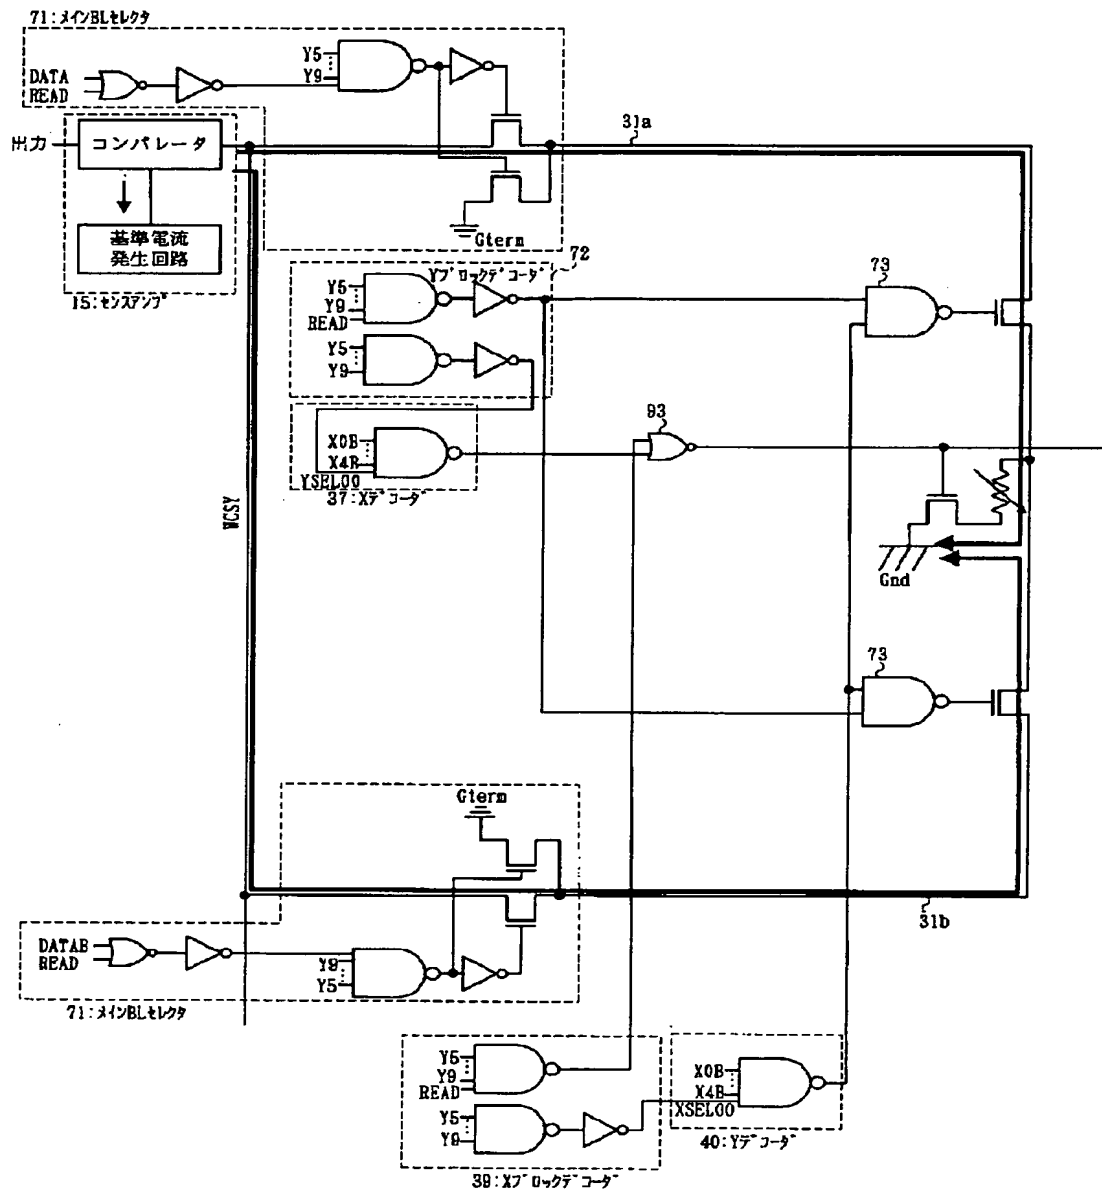 71:メインBLセレクタ
Y5
Y9
DATA
READ
31a
出力
コンパレータ
基準電流
発生回路
15:センスアンプ
Gterm
72
Yブロックデコーダ
Y5
Y9
READ
Y5
Y9
73
X0B
X4B
YSEL00
37:Xデコーダ
93
WCSY
Gnd
73
Gterm
31b
DATAB
READ
Y9
Y5
71:メインBLセレクタ
Y5
Y9
READ
Y5
Y9
X0B
X4B
XSEL00
40:Yデコーダ
39:Xブロックデコーダ